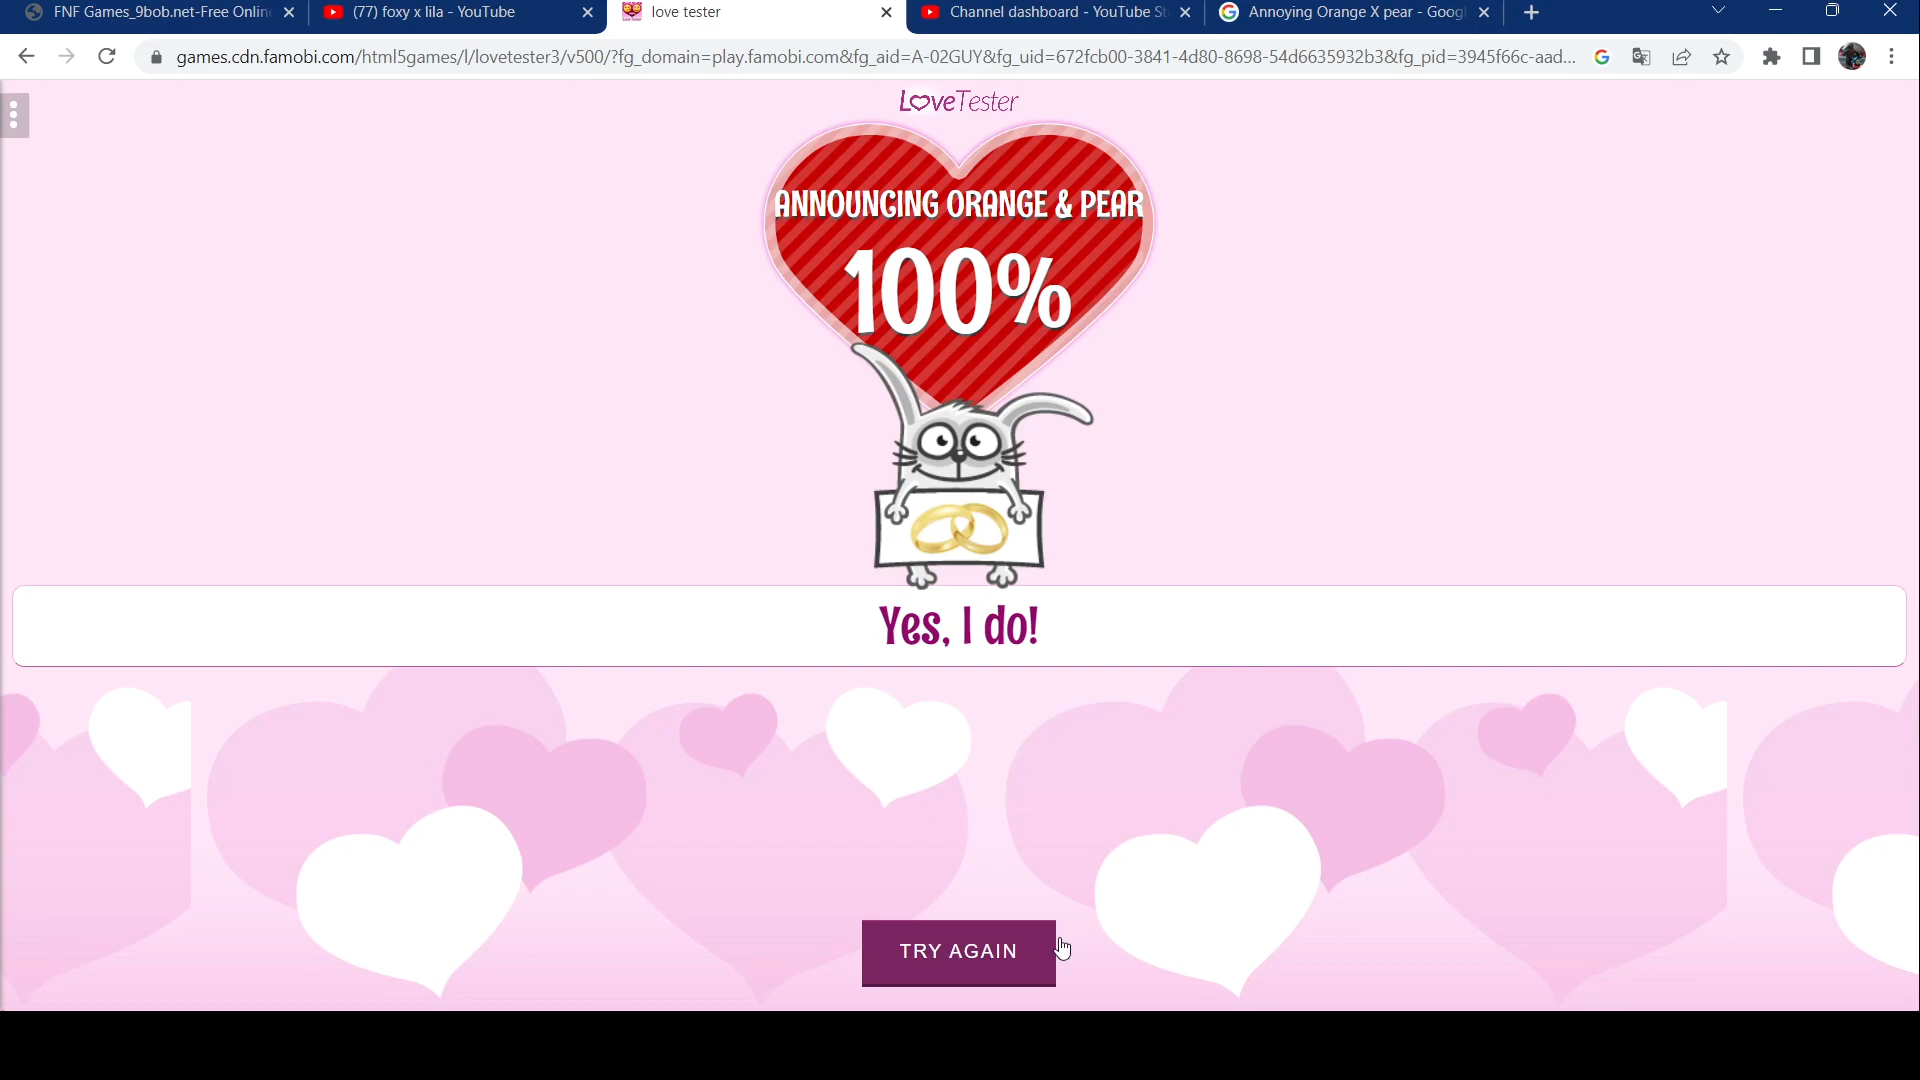 FNF Games_9bob.net-Free Onlin
(77) foxy x lila - YouTube
love tester
Channel dashboard - YouTube St
Annoying Orange X pear - Goog
games.cdn.famobi.com/html5games/l/lovetester3/v500/?fg_domain=play.famobi.com&fg_aid=A-02GUY&fg_uid=672fcb00-3841-4d80-8698-54d6635932b3&fg_pid=3945f66c-aad...
LoveTester
ANNOUNCING ORANGE & PEAR
100%
Yes, I do!
TRY AGAIN